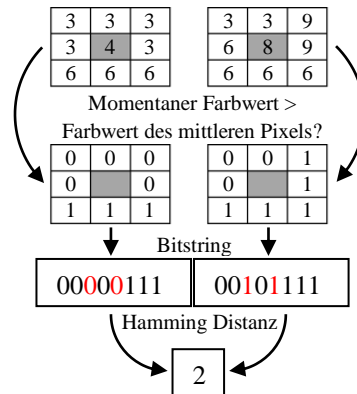 3 3 3 3 3 9
3 4 3 6 8 9
6 6 6 6 6 6
Momentaner Farbwert >
Farbwert des mittleren Pixels?
0 0 0 0 0 1
0 0 0 1
1 1 1 1 1 1
Bitstring
00000111 00101111
Hamming Distanz
2